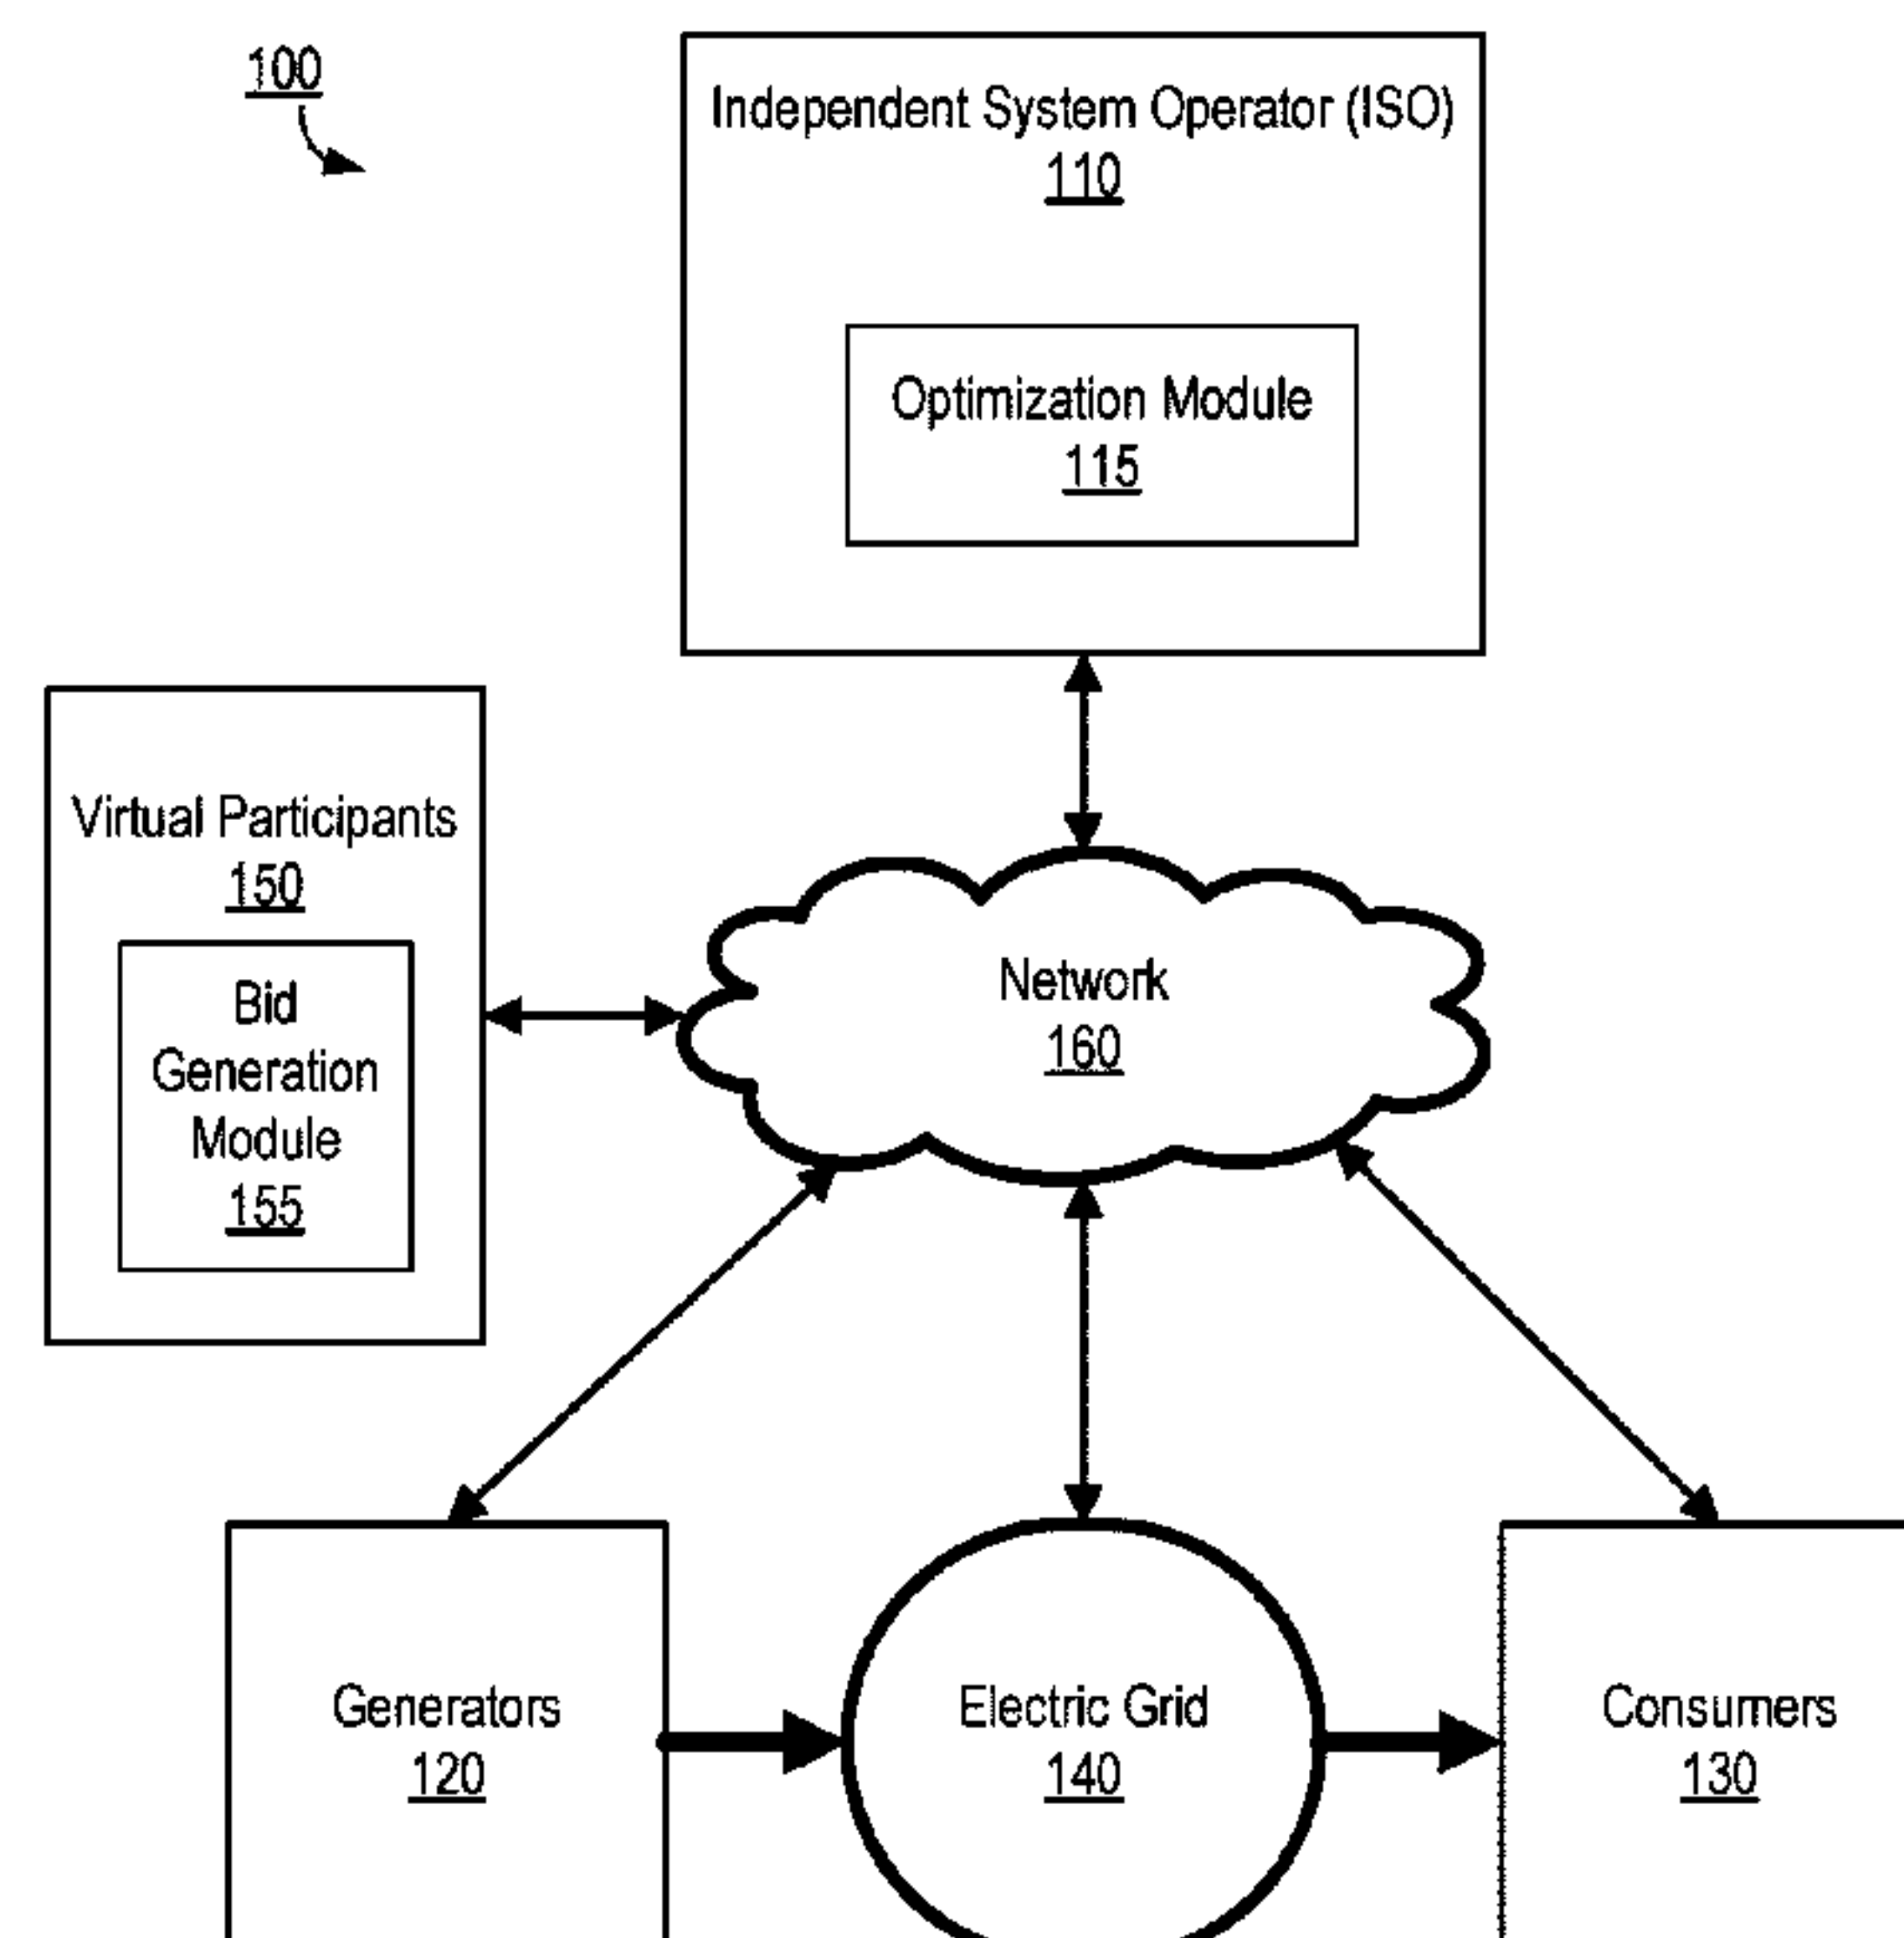 100
Independent System Operator (ISO)
110
Optimization Module
115
Virtual Participants
150
Bid
Generation
Module
155
Network
160
Generators
120
Electric Grid
140
Consumers
130